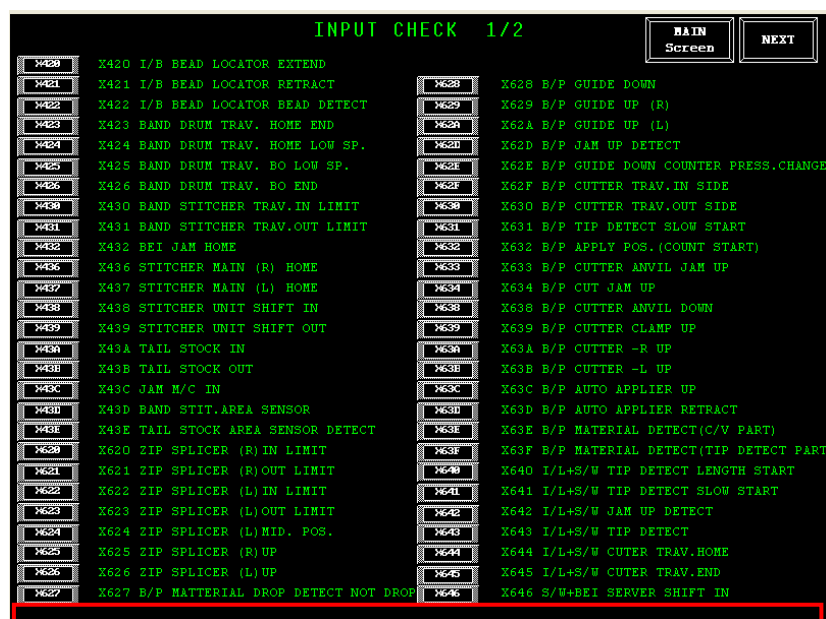 INPUT CHECK 1/2
MAIN
Screen
NEXT
X420 X420 I/B BEAD LOCATOR EXTEND
X421 X421 I/B BEAD LOCATOR RETRACT
X422 X422 I/B BEAD LOCATOR BEAD DETECT
X423 X423 BAND DRUM TRAV. HOME END
X424 X424 BAND DRUM TRAV. HOME LOW SP.
X425 X425 BAND DRUM TRAV. BO LOW SP.
X426 X426 BAND DRUM TRAV. BO END
X430 X430 BAND STITCHER TRAV.IN LIMIT
X431 X431 BAND STITCHER TRAV.OUT LIMIT
X432 X432 BEI JAM HOME
X436 X436 STITCHER MAIN (R) HOME
X437 X437 STITCHER MAIN (L) HOME
X438 X438 STITCHER UNIT SHIFT IN
X439 X439 STITCHER UNIT SHIFT OUT
X43A X43A TAIL STOCK IN
X43B X43B TAIL STOCK OUT
X43C X43C JAM M/C IN
X43D X43D BAND STIT.AREA SENSOR
X43E X43E TAIL STOCK AREA SENSOR DETECT
X620 X620 ZIP SPLICER (R)IN LIMIT
X621 X621 ZIP SPLICER (R)OUT LIMIT
X622 X622 ZIP SPLICER (L)IN LIMIT
X623 X623 ZIP SPLICER (L)OUT LIMIT
X624 X624 ZIP SPLICER (L)MID. POS.
X625 X625 ZIP SPLICER (R)UP
X626 X626 ZIP SPLICER (L)UP
X627 X627 B/P MATTERIAL DROP DETECT NOT DROP
X628 X628 B/P GUIDE DOWN
X629 X629 B/P GUIDE UP (R)
X62A X62A B/P GUIDE UP (L)
X62D X62D B/P JAM UP DETECT
X62E X62E B/P GUIDE DOWN COUNTER PRESS.CHANGE
X62F X62F B/P CUTTER TRAV.IN SIDE
X630 X630 B/P CUTTER TRAV.OUT SIDE
X631 X631 B/P TIP DETECT SLOW START
X632 X632 B/P APPLY POS.(COUNT START)
X633 X633 B/P CUTTER ANVIL JAM UP
X634 X634 B/P CUT JAM UP
X638 X638 B/P CUTTER ANVIL DOWN
X639 X639 B/P CUTTER CLAMP UP
X63A X63A B/P CUTTER -R UP
X63B X63B B/P CUTTER -L UP
X63C X63C B/P AUTO APPLIER UP
X63D X63D B/P AUTO APPLIER RETRACT
X63E X63E B/P MATERIAL DETECT(C/V PART)
X63F X63F B/P MATERIAL DETECT(TIP DETECT PART
X640 X640 I/L+S/W TIP DETECT LENGTH START
X641 X641 I/L+S/W TIP DETECT SLOW START
X642 X642 I/L+S/W JAM UP DETECT
X643 X643 I/L+S/W TIP DETECT
X644 X644 I/L+S/W CUTER TRAV.HOME
X645 X645 I/L+S/W CUTER TRAV.END
X646 X646 S/W+BEI SERVER SHIFT IN